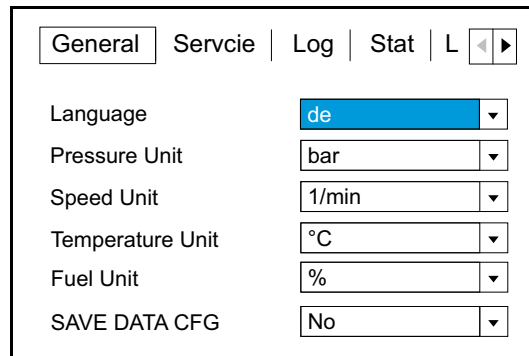 General Servcie Log Stat L
Language de
Pressure Unit bar
Speed Unit 1/min
Temperature Unit °C
Fuel Unit %
SAVE DATA CFG No